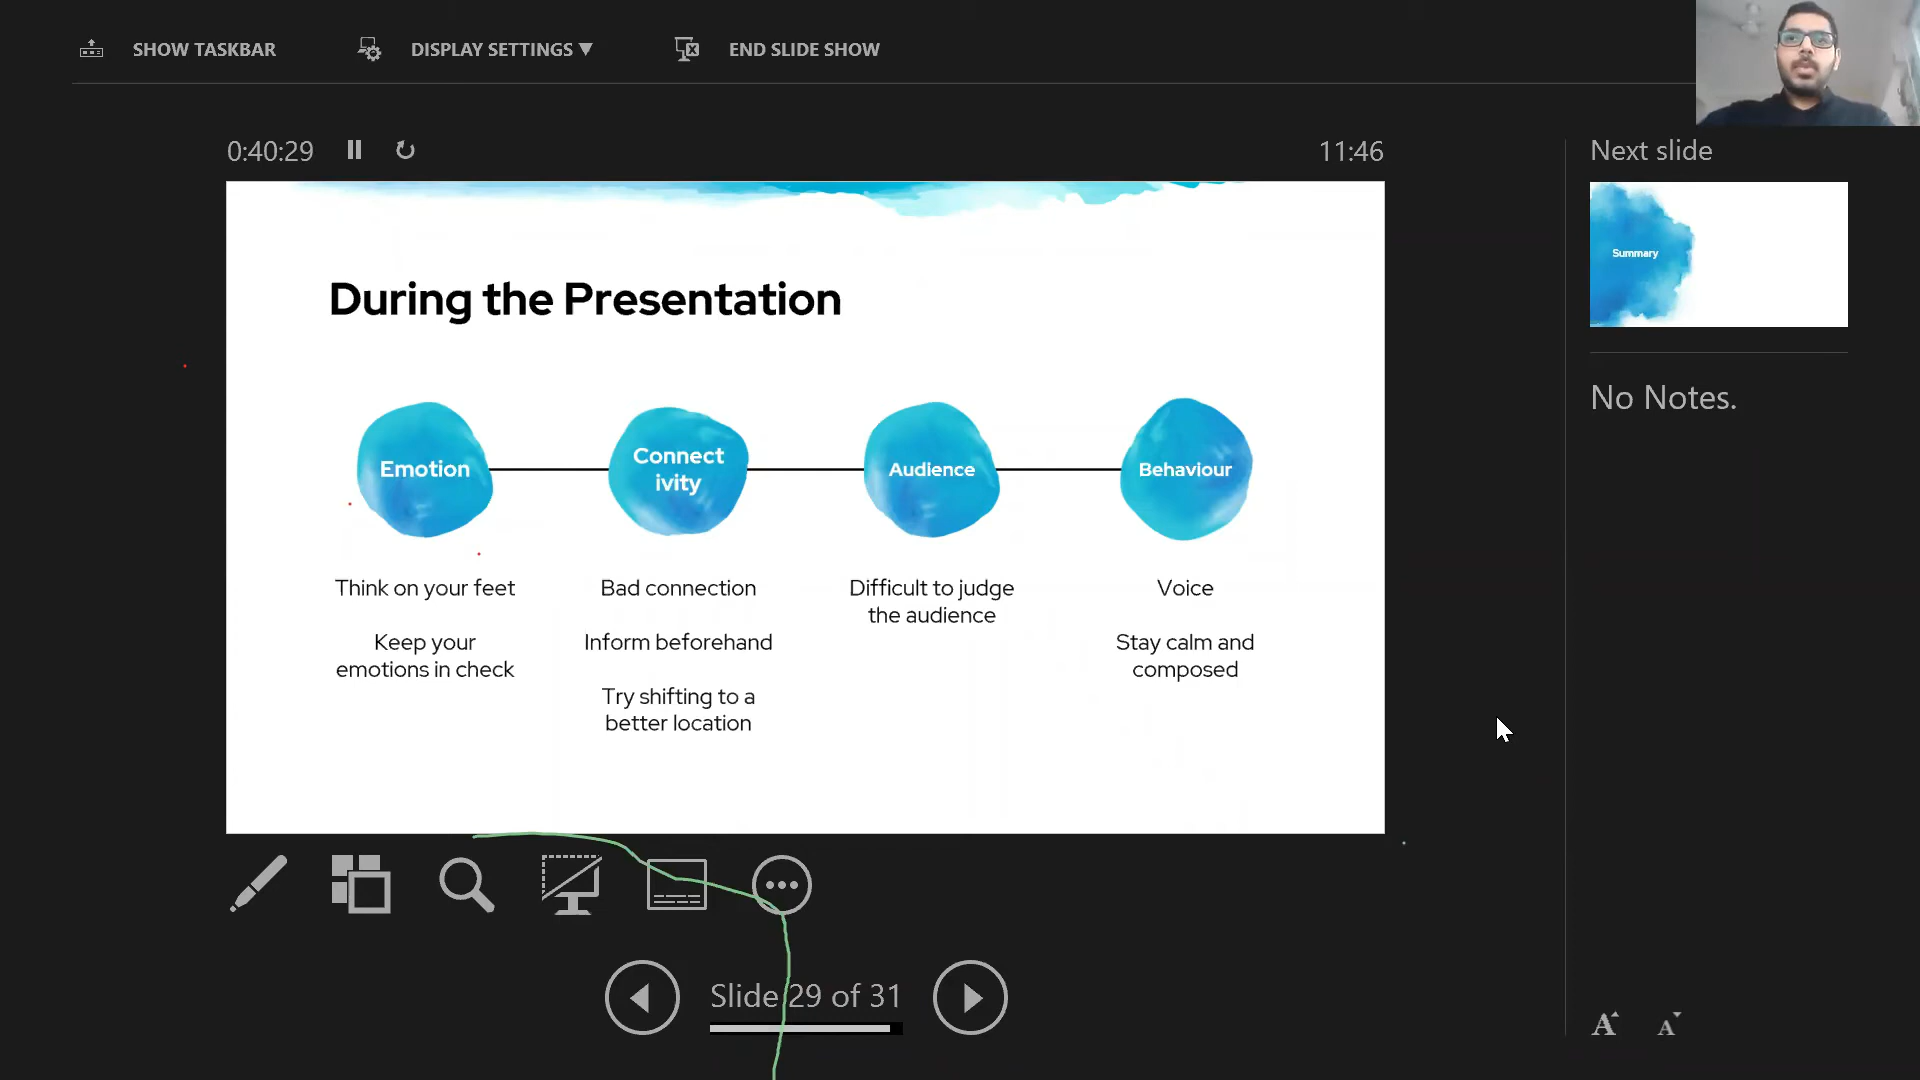 SHOW TASKBAR
DISPLAY SETTINGS ▼
END SLIDE SHOW
0:40:29
11:46
Next slide
During the Presentation
Summary
No Notes.
Emotion
Connect
ivity
Audience
Behaviour
Think on your feet
Keep your
emotions in check
Bad connection
Inform beforehand
Try shifting to a
better location
Difficult to judge
the audience
Voice
Stay calm and
composed
Slide 29 of 31
A
A